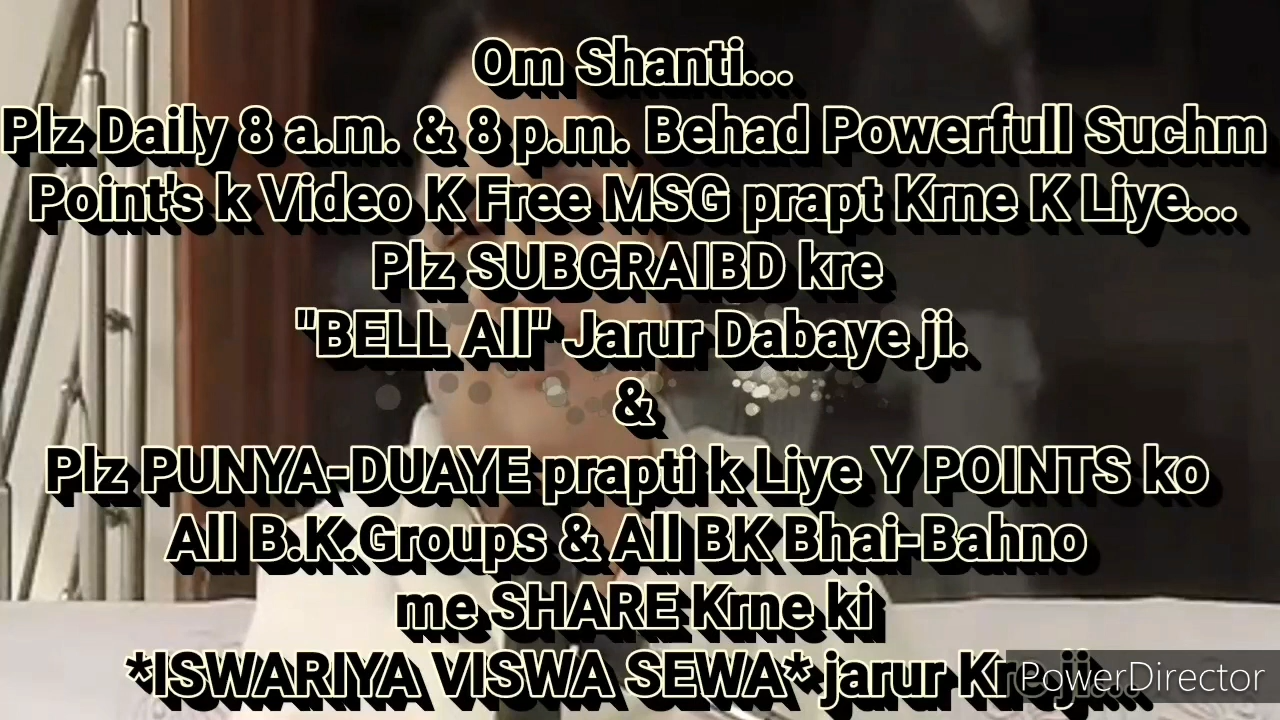 Om Shanti...
Plz Daily 8 a.m. & 8 p.m. Behad Powerfull Suchm
Point's k Video K Free MSG prapt Krne K Liye...
Plz SUBCRAIBD kre
"BELL All" Jarur Dabaye ji.
&
Plz PUNYA-DUAYE prapti k Liye Y POINTS ko
All B.K.Groups & All BK Bhai-Bahno
me SHARE Krne ki
*ISWARIYA VISWA SEWA* jarur Kre ji...
PowerDirector